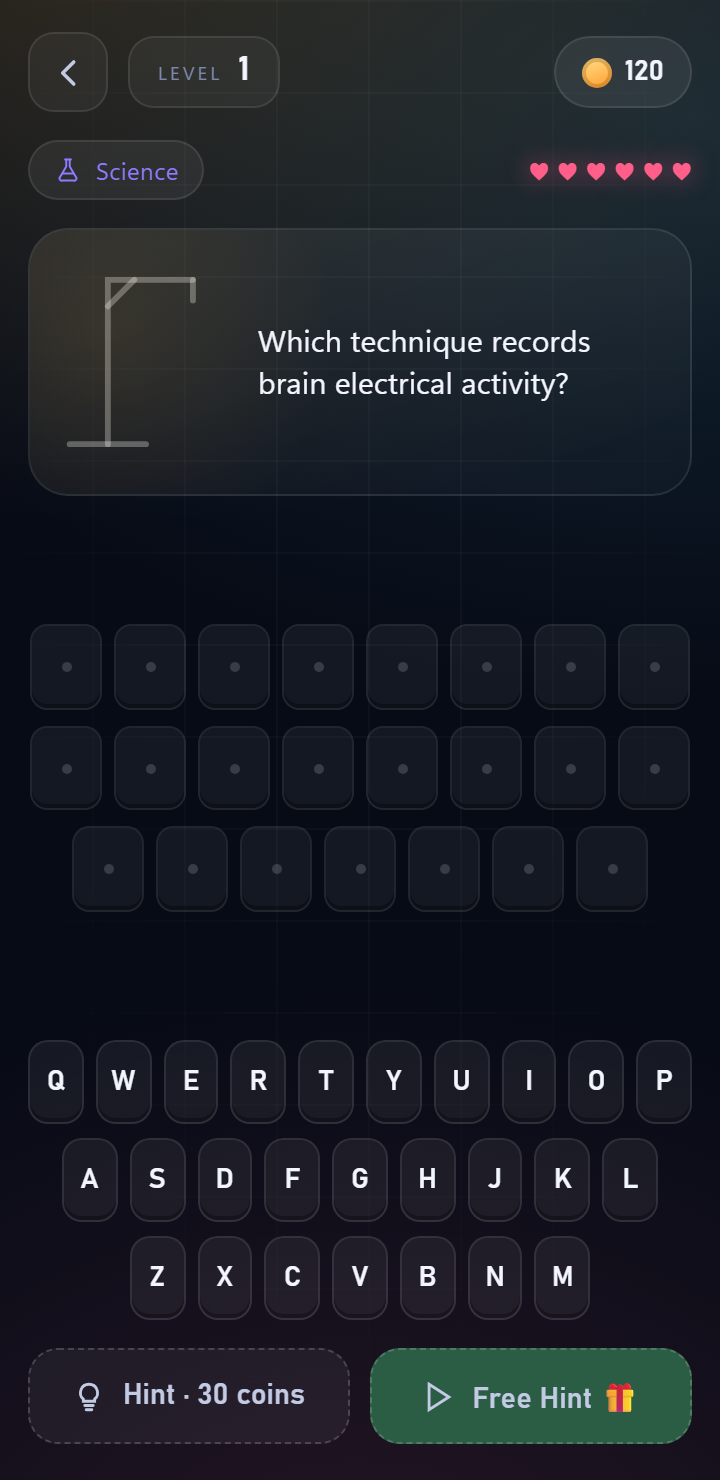 LEVEL 1
120
Science
Which technique records
brain electrical activity?
Q W E R T Y U I O P
A S D F G H J K L
Z X C V B N M
Hint · 30 coins
Free Hint